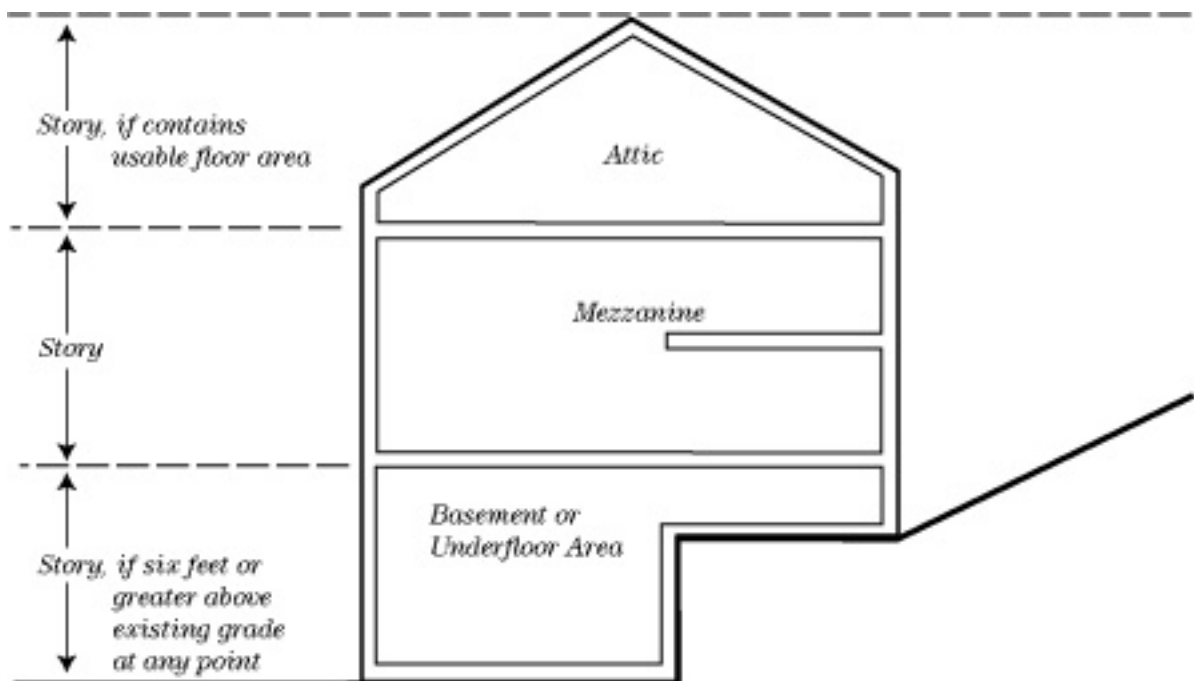 Story, if contains
usable floor area
Attic
Mezzanine
Story
Basement or
Underfloor Area
Story, if six feet or
greater above
existing grade
at any point